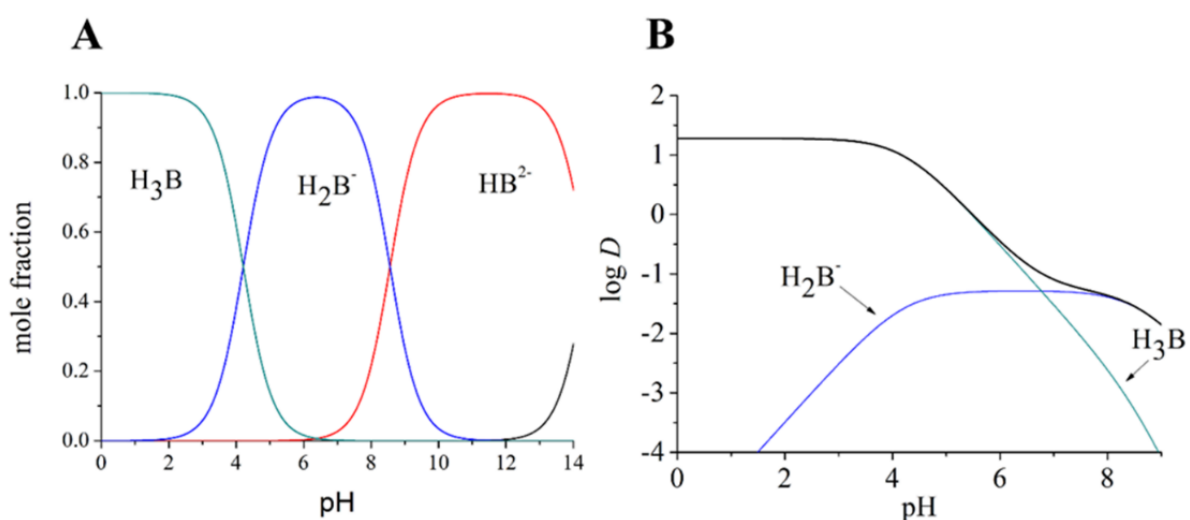 A
1.0
0.8
0.6
0.4
0.2
0.0
mole fraction
H3B
H2B-
HB2-
0 2 4 6 8 10 12 14
pH
B
2
1
0
-1
-2
-3
-4
log D
H2B-
H3B
0 2 4 6 8
pH